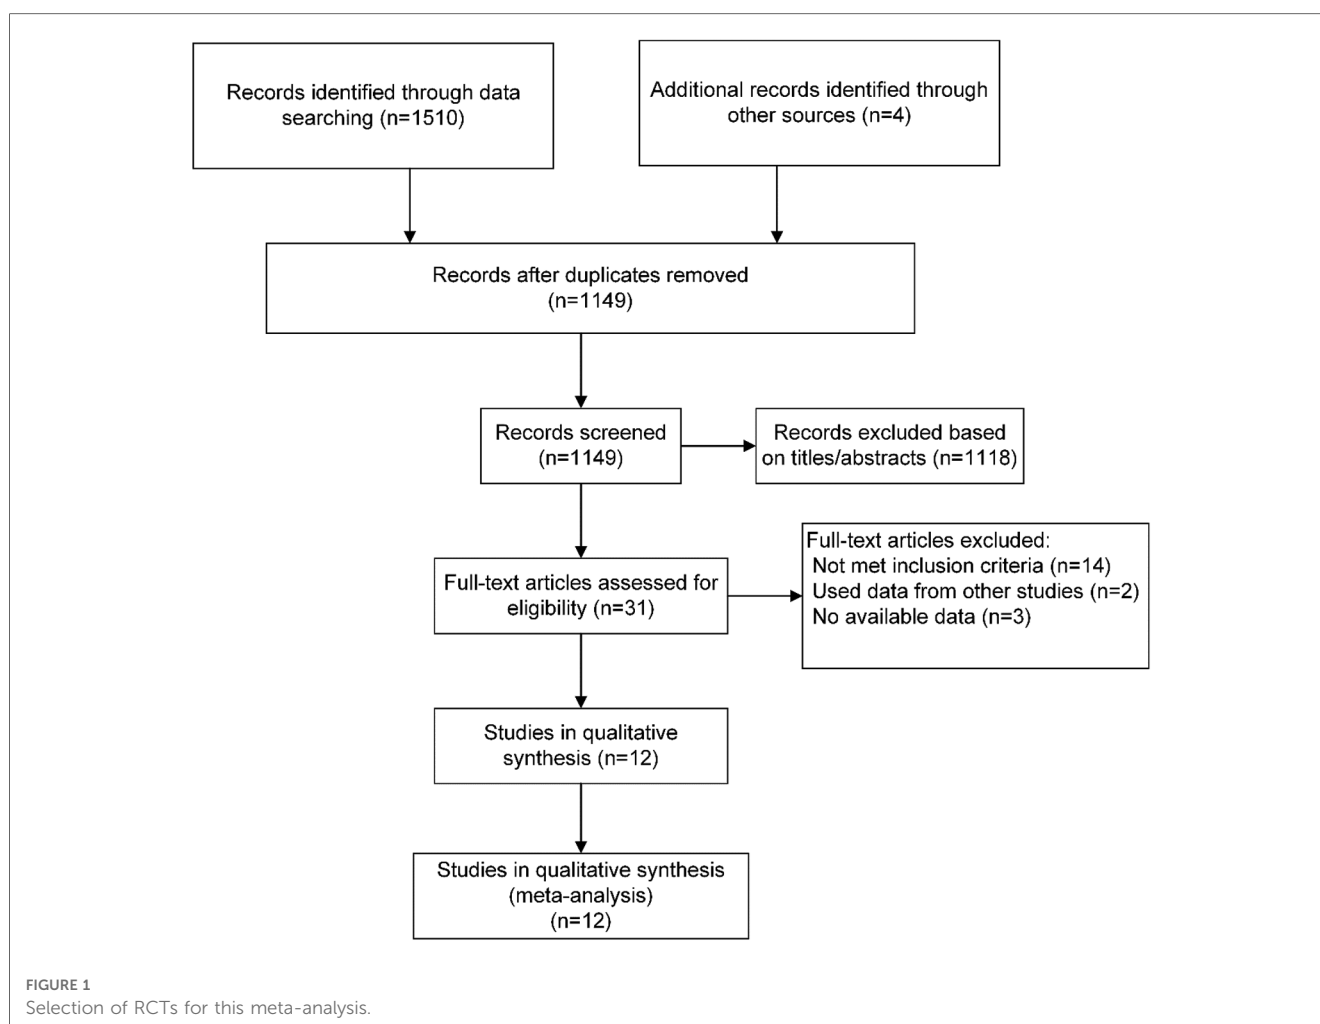 Records identified through data
searching (n=1510)
Additional records identified through
other sources (n=4)
Records after duplicates removed
(n=1149)
Records screened
(n=1149)
Records excluded based
on titles/abstracts (n=1118)
Full-text articles assessed for
eligibility (n=31)
Full-text articles excluded:
Not met inclusion criteria (n=14)
Used data from other studies (n=2)
No available data (n=3)
Studies in qualitative
synthesis (n=12)
Studies in qualitative synthesis
(meta-analysis)
(n=12)
FIGURE 1
Selection of RCTs for this meta-analysis.